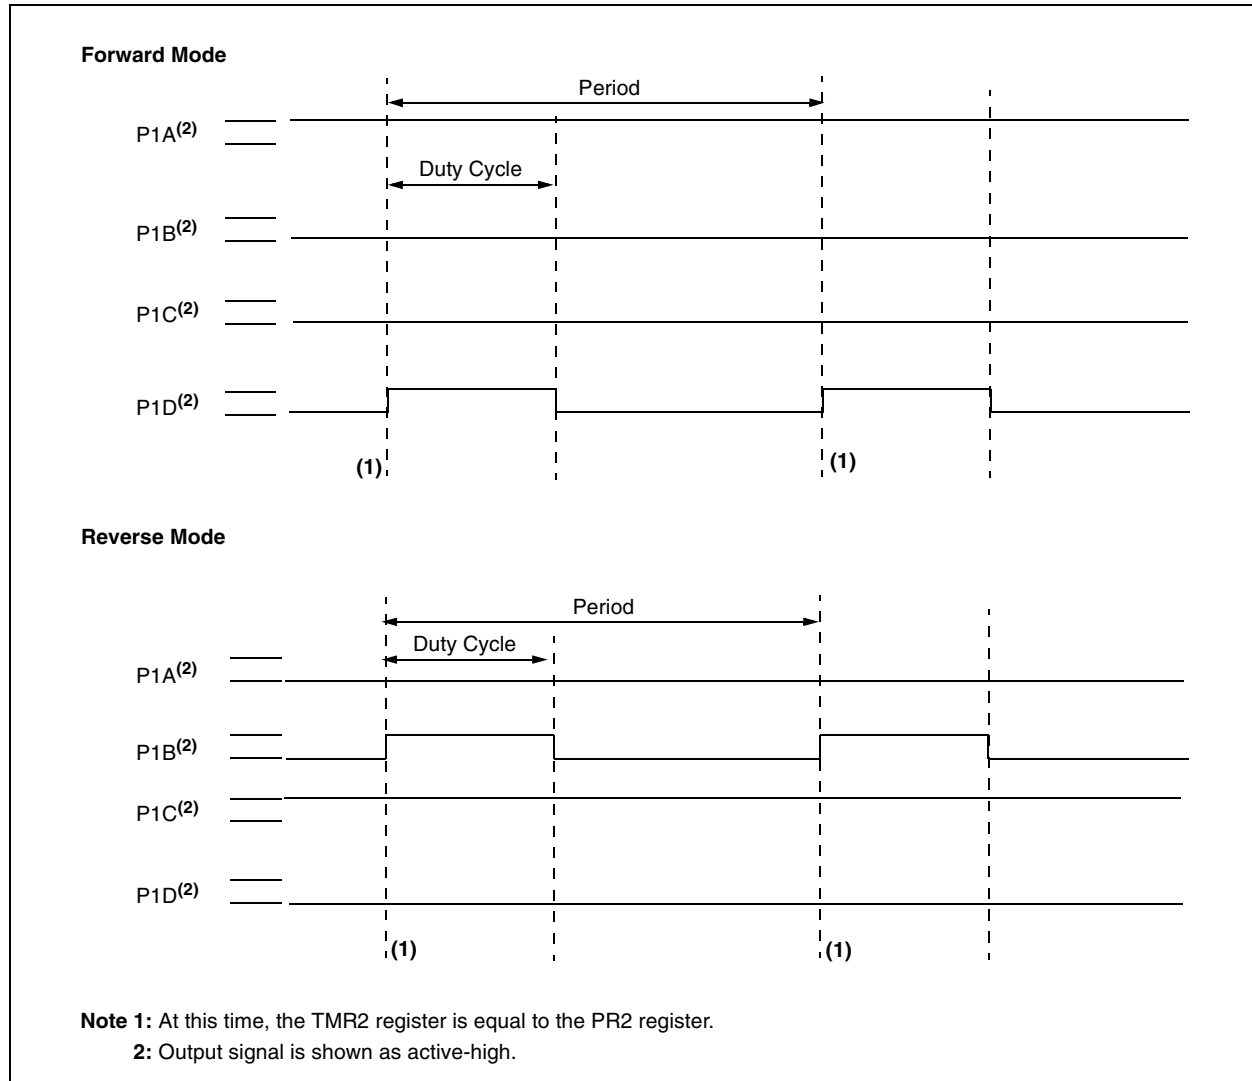 Forward Mode
Period
P1A(2)
Duty Cycle
P1B(2)
P1C(2)
P1D(2)
(1)
(1)
Reverse Mode
Period
Duty Cycle
P1A(2)
P1B(2)
P1C(2)
P1D(2)
(1)
(1)
Note 1: At this time, the TMR2 register is equal to the PR2 register.
2: Output signal is shown as active-high.